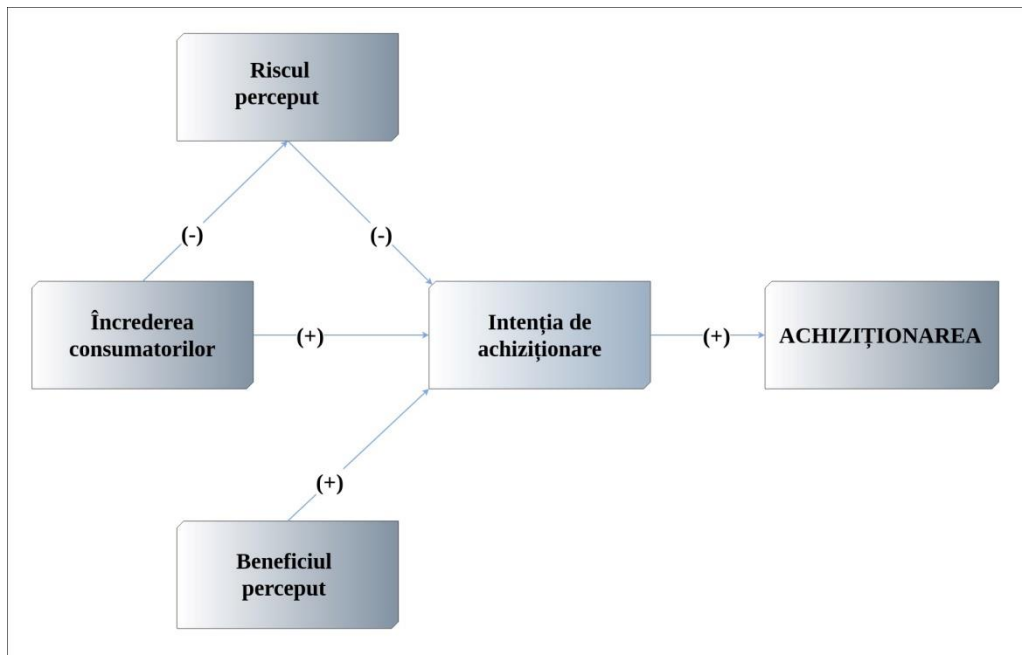 Riscul
perceput
(-)
(-)
Încrederea
consumatorilor
(+)
Intenția de
achiziționare
(+)
ACHIZIȚIONAREA
(+)
Beneficiul
perceput